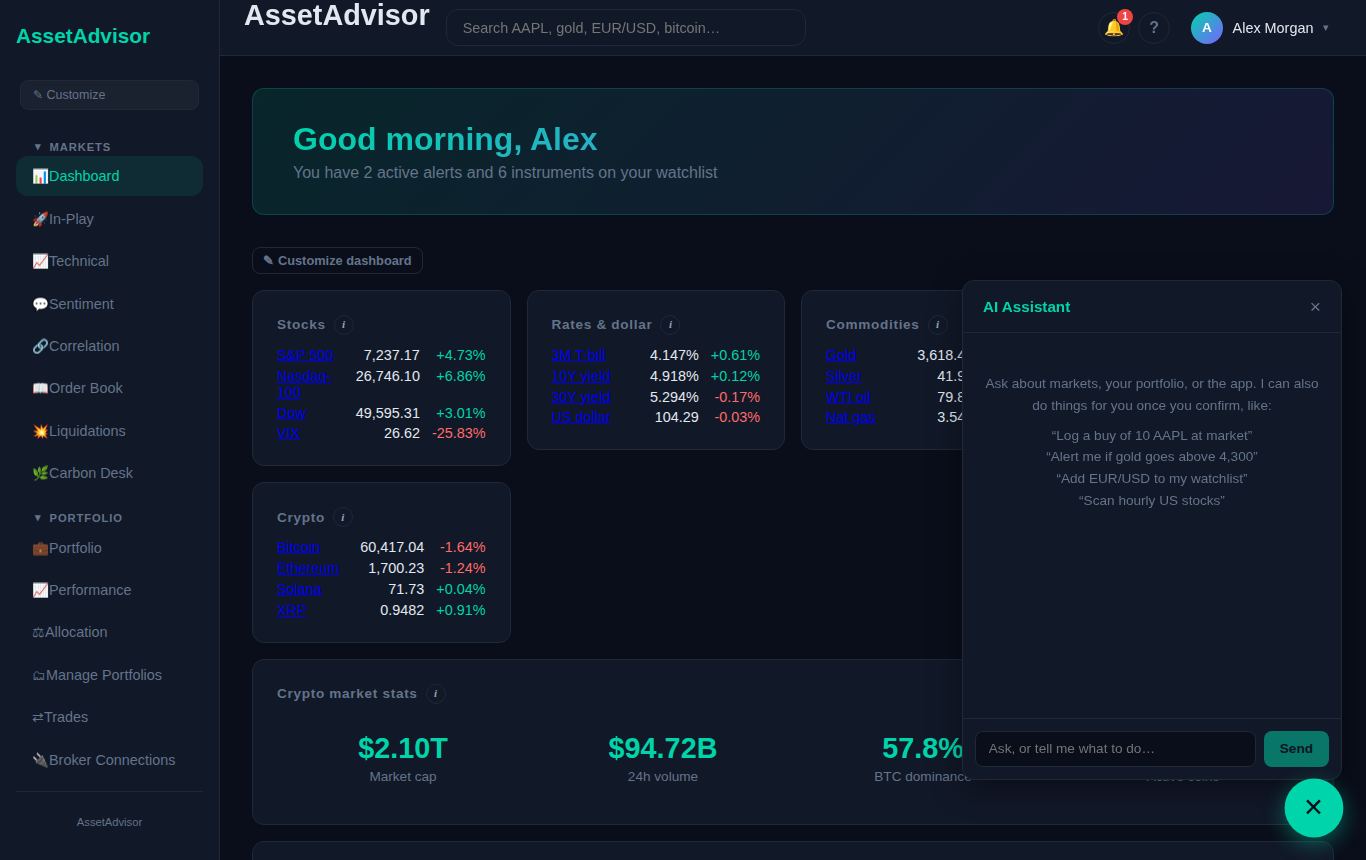 AssetAdvisor
✎ Customize
▼ MARKETS
📊Dashboard
🚀In-Play
📈Technical
💬Sentiment
🔗Correlation
📖Order Book
💥Liquidations
🌿Carbon Desk
▼ PORTFOLIO
💼Portfolio
📈Performance
⚖Allocation
🗂Manage Portfolios
⇄Trades
🔌Broker Connections
AssetAdvisor
AssetAdvisor
Search AAPL, gold, EUR/USD, bitcoin…
🔔 1
?
A Alex Morgan ▾
Good morning, Alex
You have 2 active alerts and 6 instruments on your watchlist
✎ Customize dashboard
Stocks i
S&P 500 7,237.17 +4.73%
Nasdaq-
100 26,746.10 +6.86%
Dow 49,595.31 +3.01%
VIX 26.62 -25.83%
Rates & dollar i
3M T-bill 4.147% +0.61%
10Y yield 4.918% +0.12%
30Y yield 5.294% -0.17%
US dollar 104.29 -0.03%
Commodities i
Gold 3,618.4
Silver 41.9
WTI oil 79.8
Nat gas 3.54
Crypto i
Bitcoin 60,417.04 -1.64%
Ethereum 1,700.23 -1.24%
Solana 71.73 +0.04%
XRP 0.9482 +0.91%
Crypto market stats i
$2.10T
Market cap
$94.72B
24h volume
57.8%
BTC dominance
AI Assistant ×
Ask about markets, your portfolio, or the app. I can also
do things for you once you confirm, like:
“Log a buy of 10 AAPL at market”
“Alert me if gold goes above 4,300”
“Add EUR/USD to my watchlist”
“Scan hourly US stocks”
Ask, or tell me what to do…
Send
✕